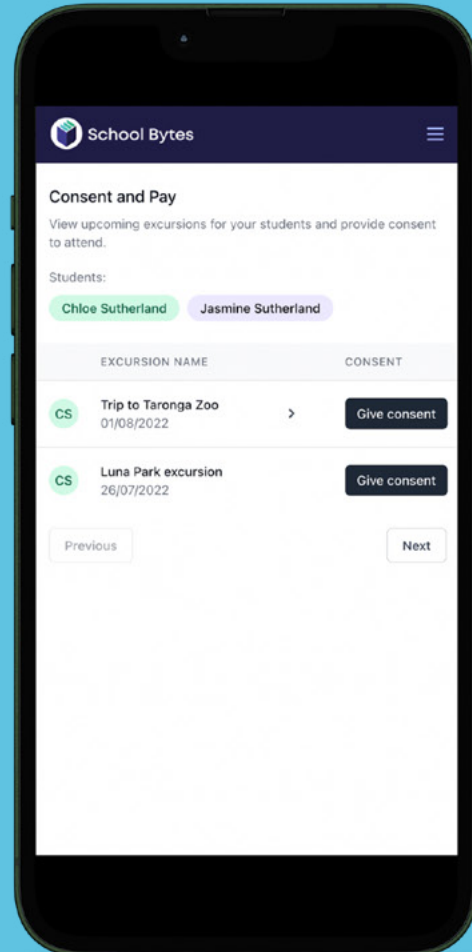 School Bytes
Consent and Pay
View upcoming excursions for your students and provide consent
to attend.
Students:
Chloe Sutherland Jasmine Sutherland
EXCURSION NAME CONSENT
CS Trip to Taronga Zoo > Give consent
01/08/2022
CS Luna Park excursion Give consent
26/07/2022
Previous Next